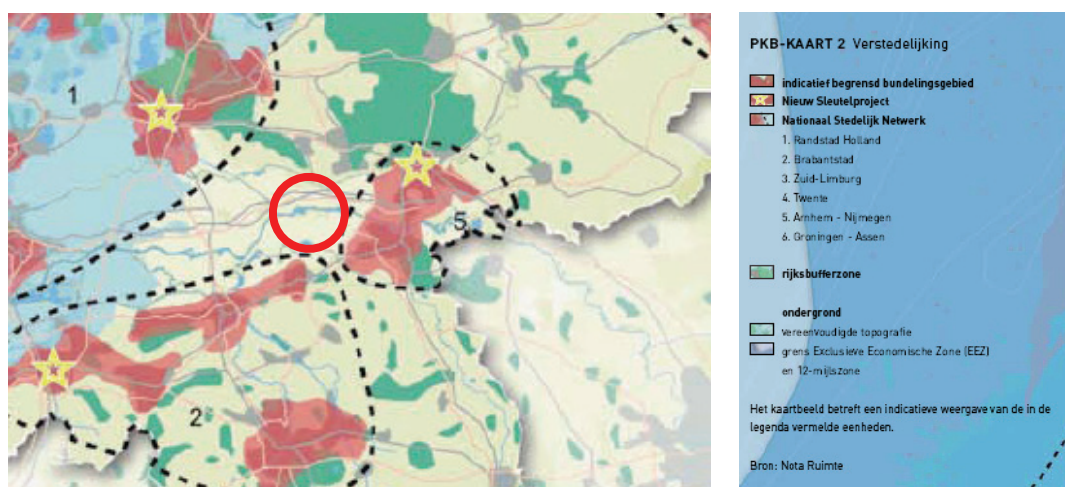 1
5
2
PKB-KAART 2 Verstedelijking
indicatief begrensd bundelingsgebied
Nieuw Sleutelproject
Nationaal Stedelijk Netwerk
1. Randstad Holland
2. Brabantstad
3. Zuid-Limburg
4. Twente
5. Arnhem - Nijmegen
6. Groningen - Assen
rijksbufferzone
ondergrond
vereenvoudigde topografie
grens Exclusieve Economische Zone (EEZ)
en 12-mijlszone
Het kaartbeeld betreft een indicatieve weergave van de in de
legenda vermelde eenheden.
Bron: Nota Ruimte